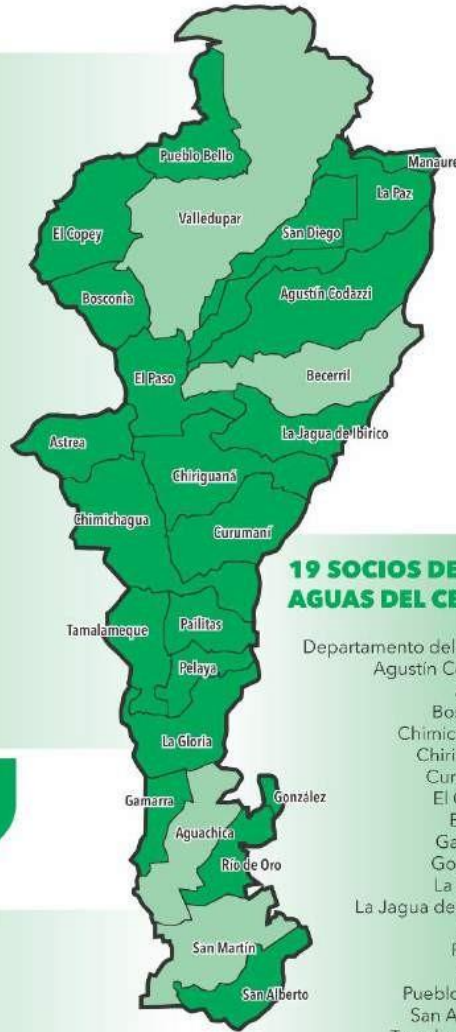 Pueblo Bello
Manaure
La Paz
Valledupar
San Diego
El Copey
Agustín Codazzi
Bosconia
El Paso
Becerril
Astrea
La Jagua de Ibirico
Chiriguaná
Chimichagua
Curumaní
19 SOCIOS DE
AGUAS DEL CE
Tamalameque
Pailitas
Departamento del
Pelaya
Agustín Co
Bos
Chimic
Chiri
La Gloria
Cur
El C
Gamarra
González
E
Aguachica
Ga
Río de Oro
Go
La
La Jagua de
San Martín
P
San Alberto
Pueblo
San A